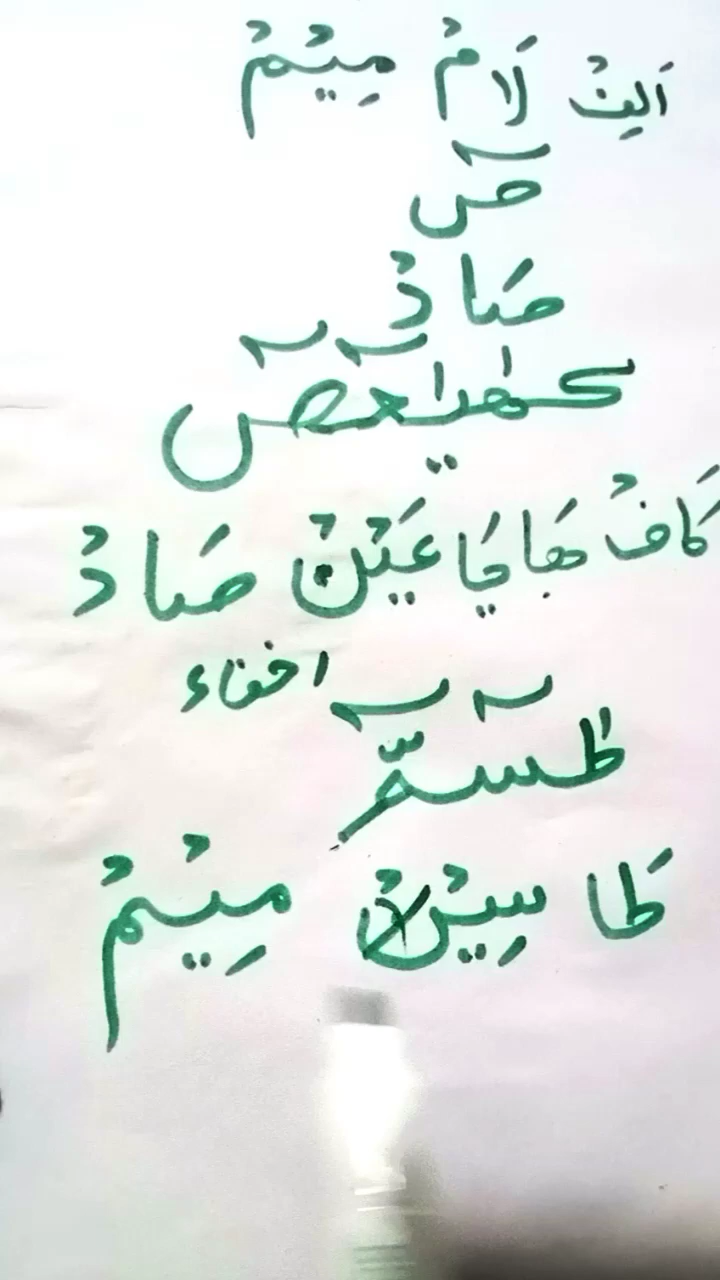 اَلِفْ لَامْ مِيْمْ
صٓ
صَادْ
كٓهٰيٰعٓصٓ
كَافْ هَا يَا عَيْنْ صَادْ
اخفاء
طٰسٓمّٓ
طَا سِيْنْ مِيْمْ